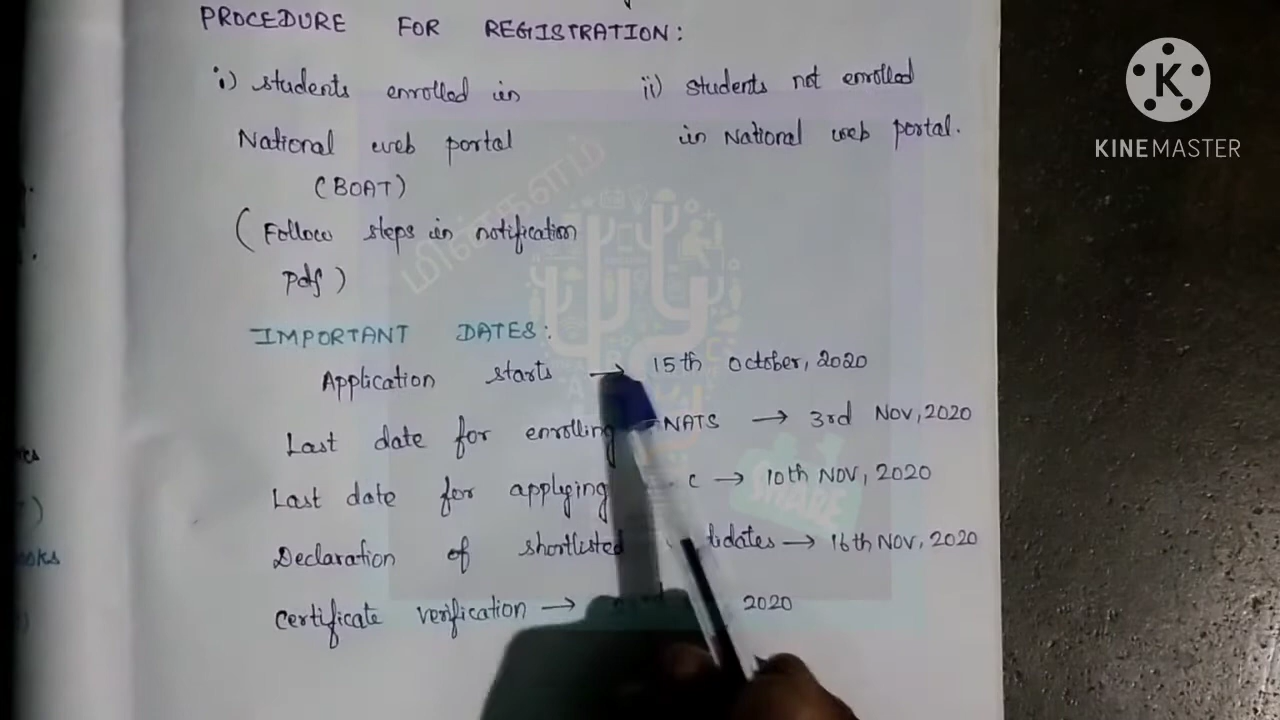 PROCEDURE FOR REGISTRATION:
i) students enrolled in
National web portal
(BOAT)
(Follow steps in notification
pdf)
ii) students not enrolled
in National web portal.
IMPORTANT DATES:
Application starts → 15th October, 2020
Last date for enrolling NATS → 3rd Nov, 2020
Last date for applying C → 10th NOV, 2020
Declaration of shortlisted → 16th Nov, 2020
Certificate verification → 2020
மின்களம்
SHARE
K
KINEMASTER